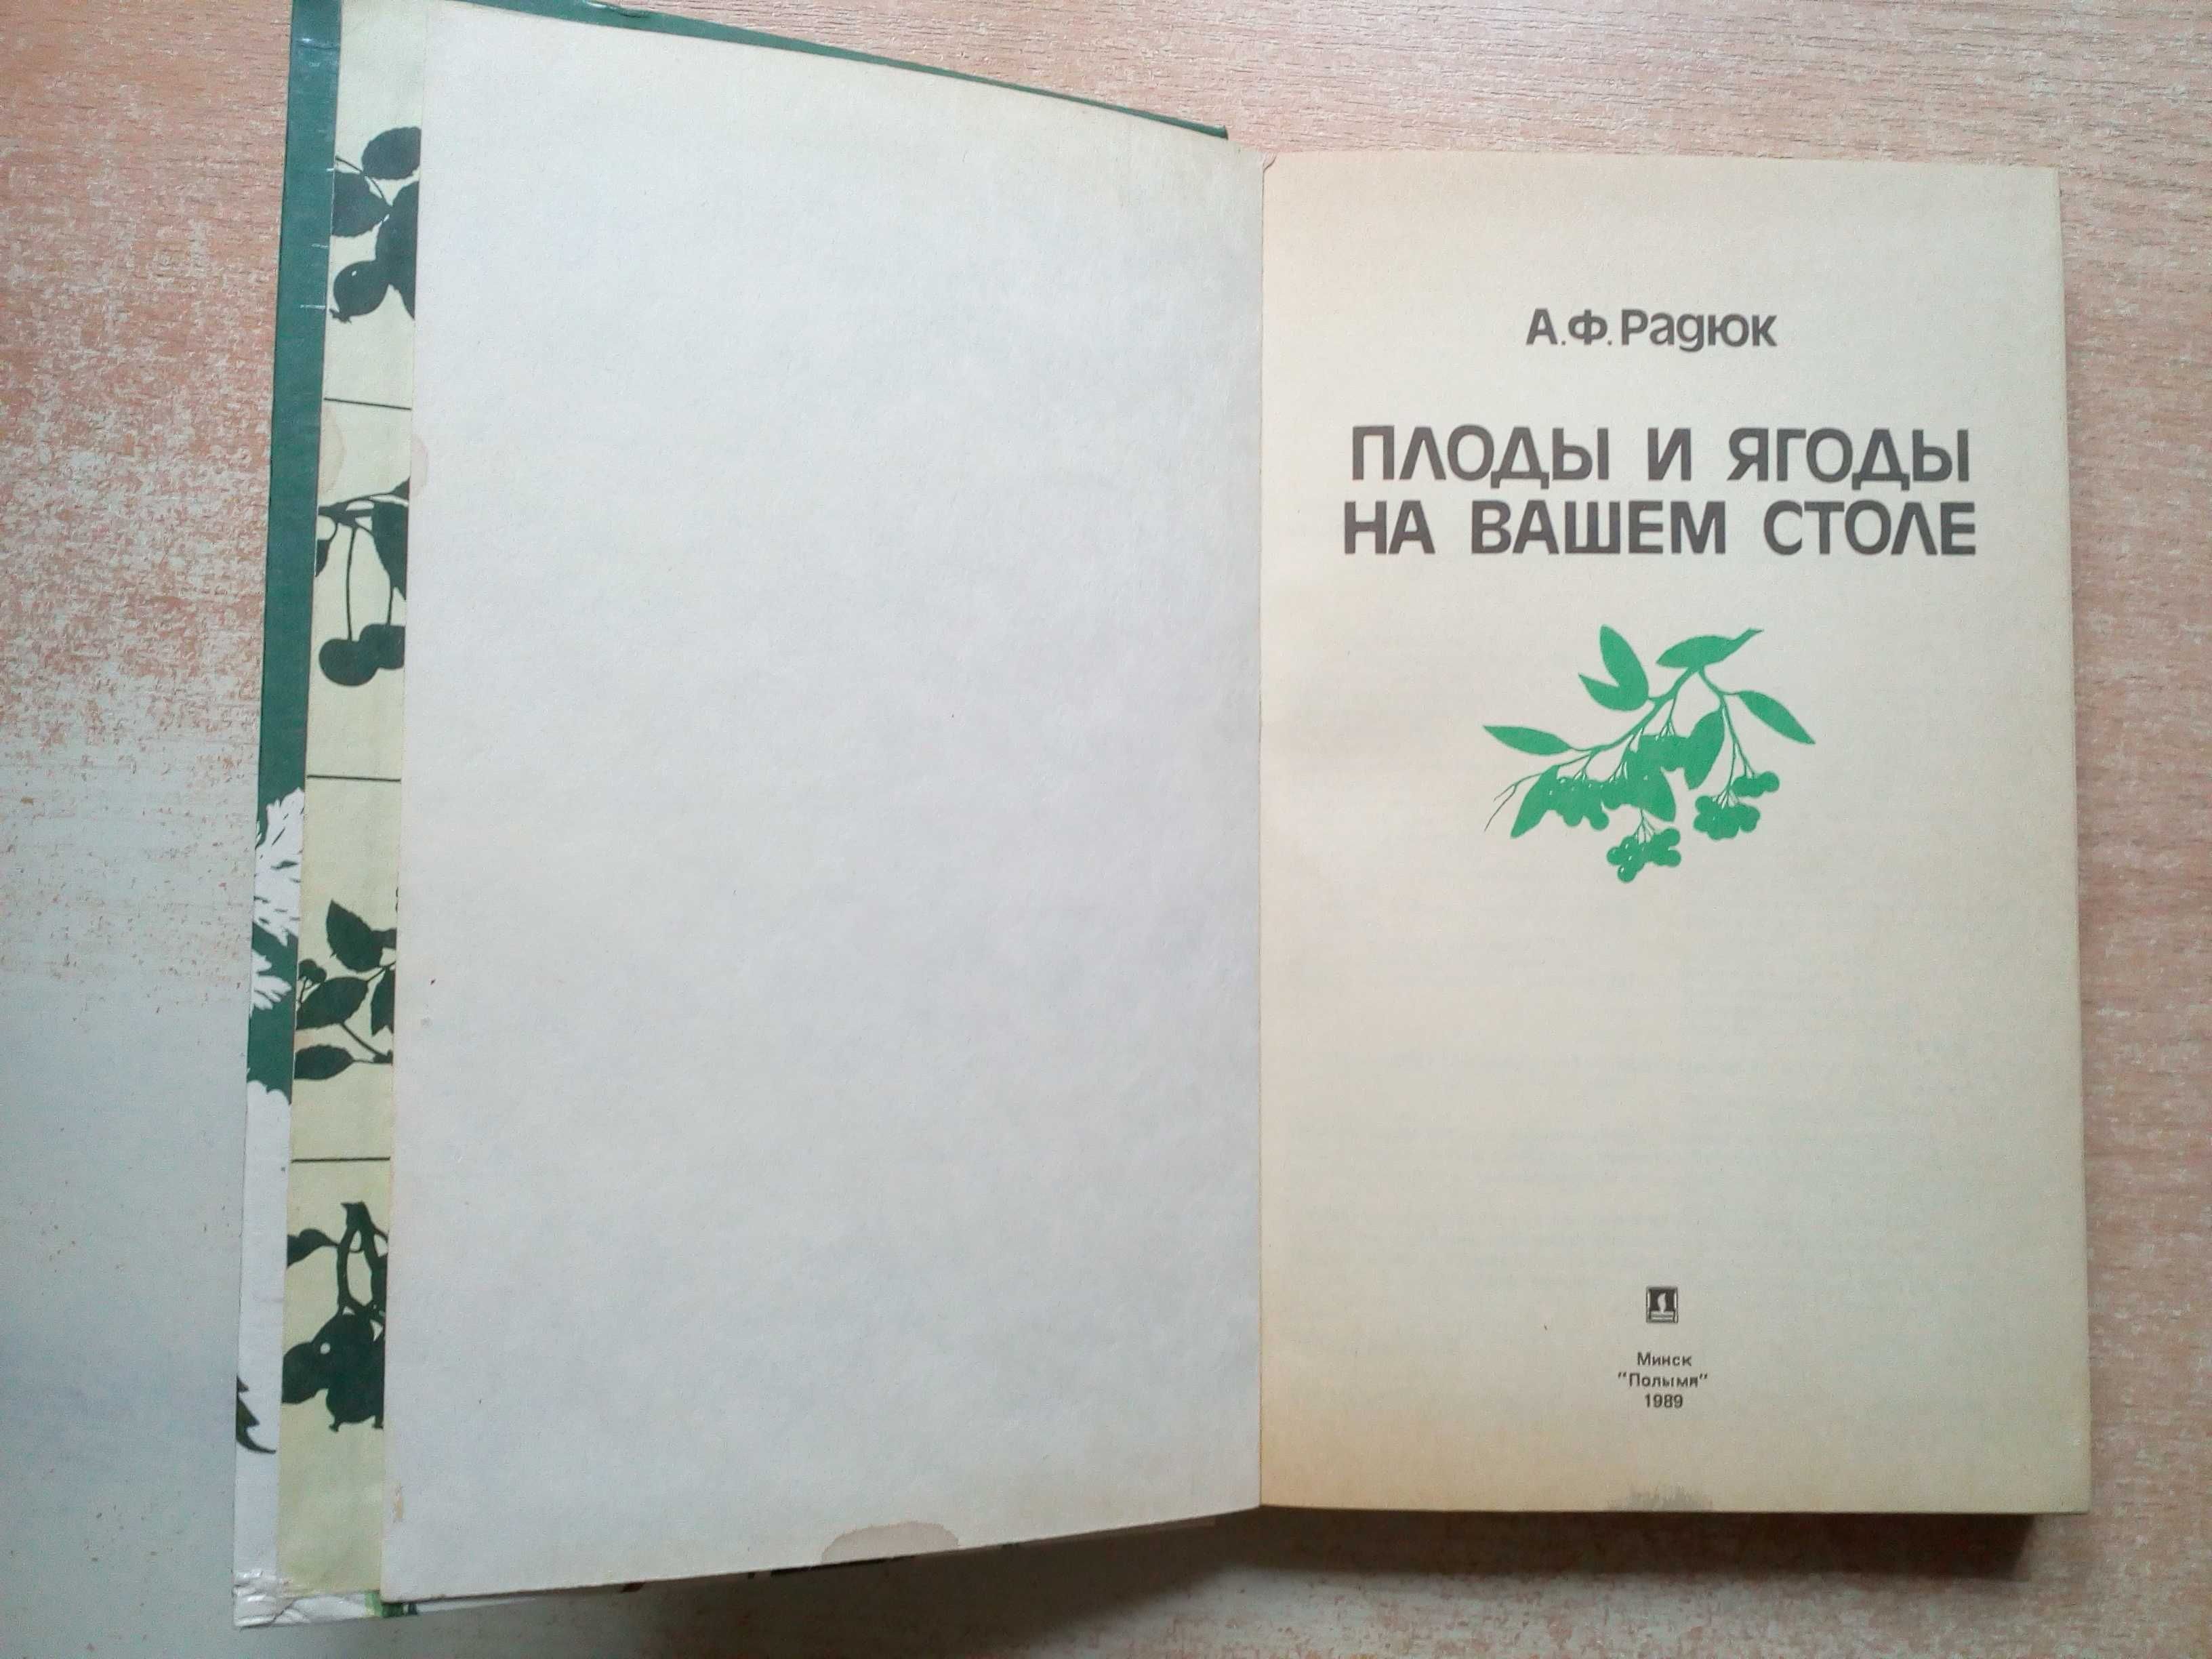 А.Ф. Радюк
ПЛОДЫ И ЯГОДЫ
НА ВАШЕМ СТОЛЕ
Минск
"Полымя"
1989